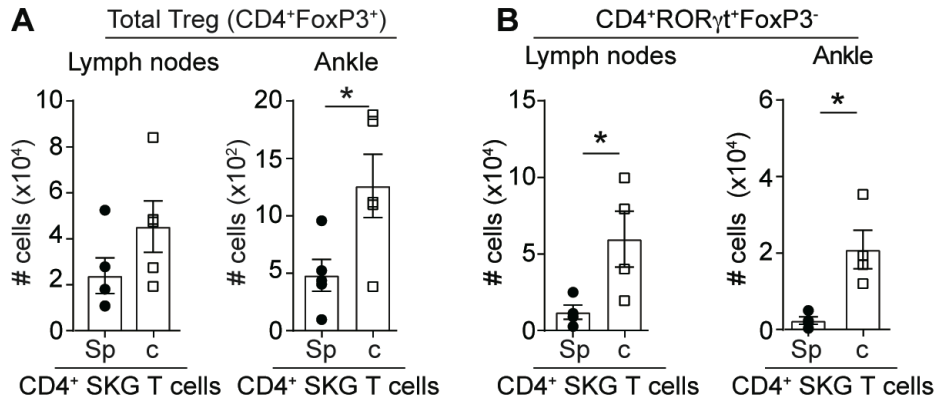 A
Total Treg (CD4⁺FoxP3⁺)
Lymph nodes
Ankle
# cells (x10⁴)
10
8
6
4
2
0
Sp c
CD4⁺ SKG T cells
# cells (x10²)
20
15
10
5
0
*
Sp c
CD4⁺ SKG T cells
B
CD4⁺RORγt⁺FoxP3⁻
Lymph nodes
Ankle
# cells (x10⁴)
15
10
5
0
*
Sp c
CD4⁺ SKG T cells
# cells (x10⁴)
6
4
2
0
*
Sp c
CD4⁺ SKG T cells